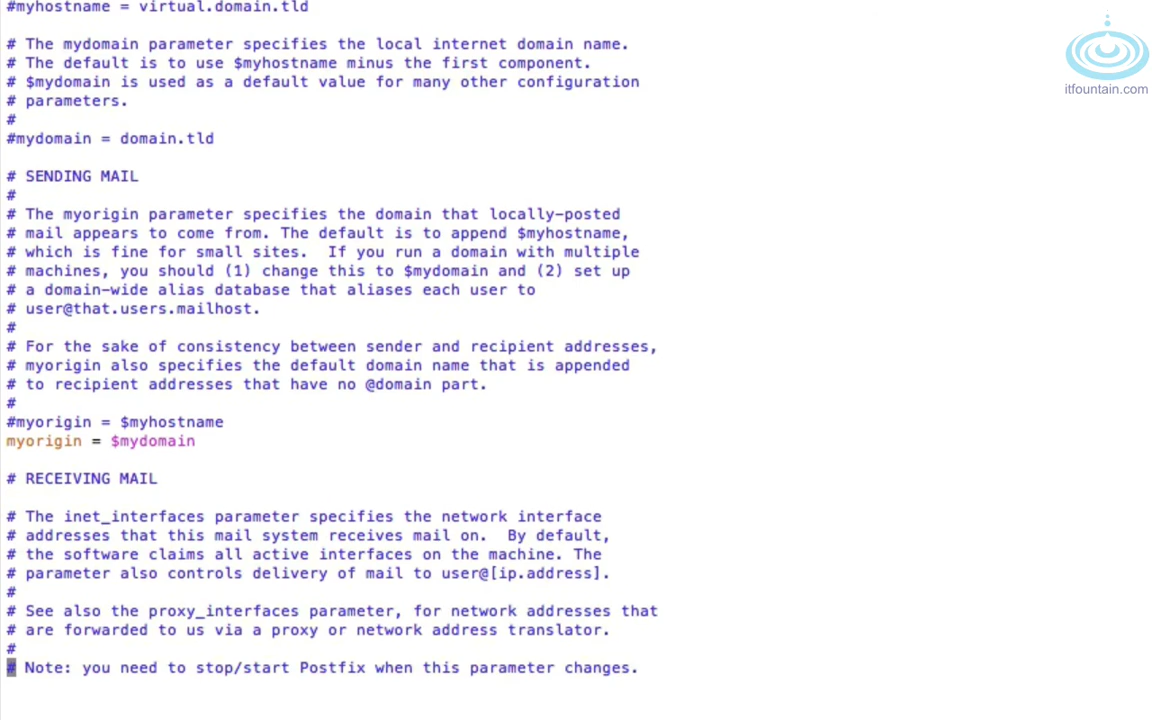 #myhostname = virtual.domain.tld
# The mydomain parameter specifies the local internet domain name.
# The default is to use $myhostname minus the first component.
# $mydomain is used as a default value for many other configuration
# parameters.
#
#mydomain = domain.tld
# SENDING MAIL
#
# The myorigin parameter specifies the domain that locally-posted
# mail appears to come from. The default is to append $myhostname,
# which is fine for small sites.  If you run a domain with multiple
# machines, you should (1) change this to $mydomain and (2) set up
# a domain-wide alias database that aliases each user to
# user@that.users.mailhost.
#
# For the sake of consistency between sender and recipient addresses,
# myorigin also specifies the default domain name that is appended
# to recipient addresses that have no @domain part.
#
#myorigin = $myhostname
myorigin = $mydomain
# RECEIVING MAIL
# The inet_interfaces parameter specifies the network interface
# addresses that this mail system receives mail on.  By default,
# the software claims all active interfaces on the machine. The
# parameter also controls delivery of mail to user@[ip.address].
#
# See also the proxy_interfaces parameter, for network addresses that
# are forwarded to us via a proxy or network address translator.
#
# Note: you need to stop/start Postfix when this parameter changes.
itfountain.com